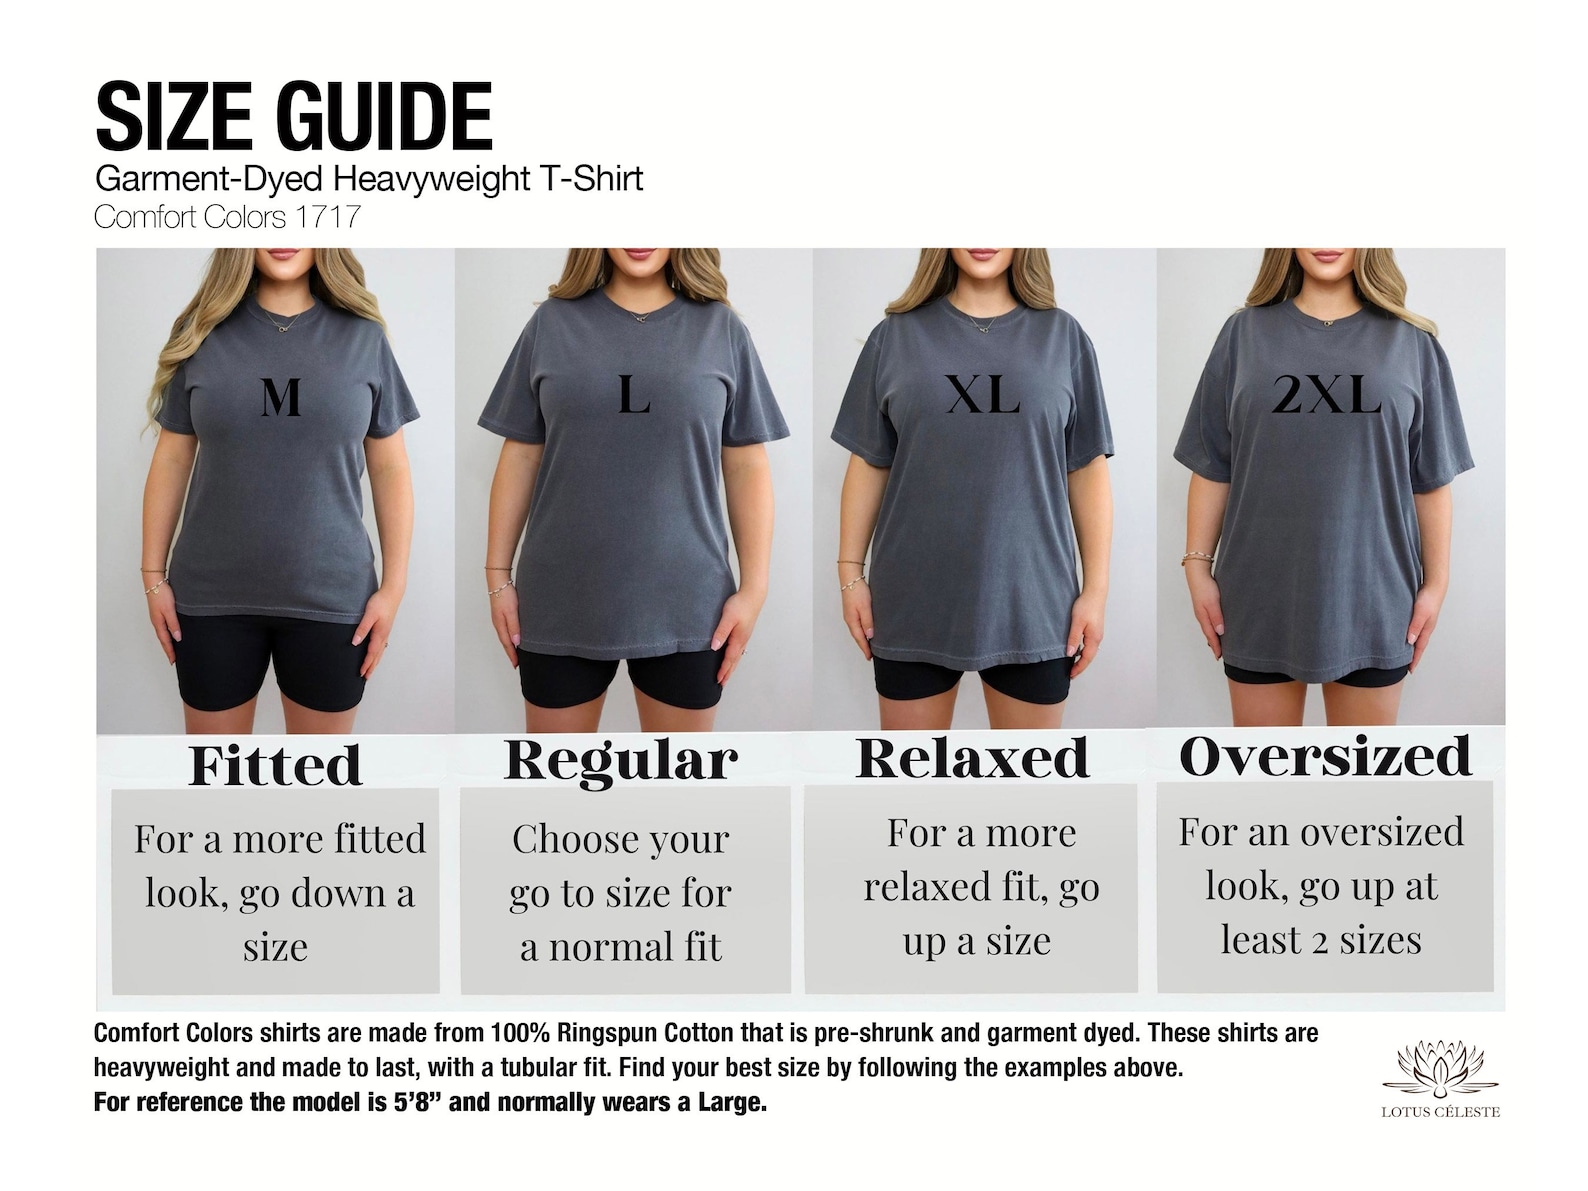 SIZE GUIDE
Garment-Dyed Heavyweight T-Shirt
Comfort Colors 1717
M
L
XL
2XL
Fitted
Regular
Relaxed
Oversized
For a more fitted
look, go down a
size
Choose your
go to size for
a normal fit
For a more
relaxed fit, go
up a size
For an oversized
look, go up at
least 2 sizes
Comfort Colors shirts are made from 100% Ringspun Cotton that is pre-shrunk and garment dyed. These shirts are
heavyweight and made to last, with a tubular fit. Find your best size by following the examples above.
For reference the model is 5’8” and normally wears a Large.
LOTUS CÉLESTE